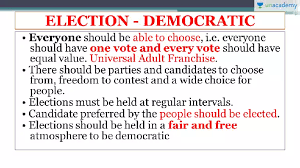 unacademy
ELECTION - DEMOCRATIC
• Everyone should be able to choose, i.e. everyone
should have one vote and every vote should have
equal value. Universal Adult Franchise.
• There should be parties and candidates to choose
from, freedom to contest and a wide choice for
people.
• Elections must be held at regular intervals.
• Candidate preferred by the people should be elected.
• Elections should be held in a fair and free
atmosphere to be democratic